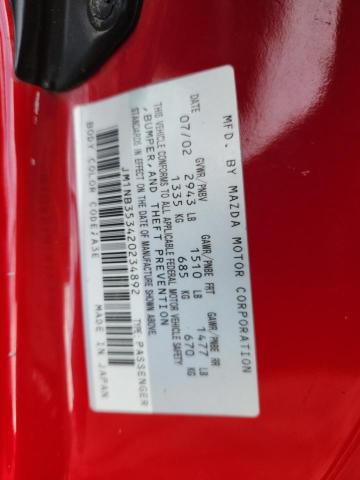 MFD. BY MAZDA MOTOR CORPORATION
DATE GVWR/PNBV GAWR/PNBE FRT GAWR/PNBE RR
07/02 2943 LB 1510 LB 1477 LB
1335 KG 685 KG 670 KG
THIS VEHICLE CONFORMS TO ALL APPLICABLE FEDERAL MOTOR VEHICLE SAFETY
,BUMPER,AND THEFT PREVENTION
STANDARDS IN EFFECT ON THE DATE OF MANUFACTURE SHOWN ABOVE.
JM1NB353420234892 TYPE:PASSENGER
BODY COLOR CODE;A3E MADE IN JAPAN